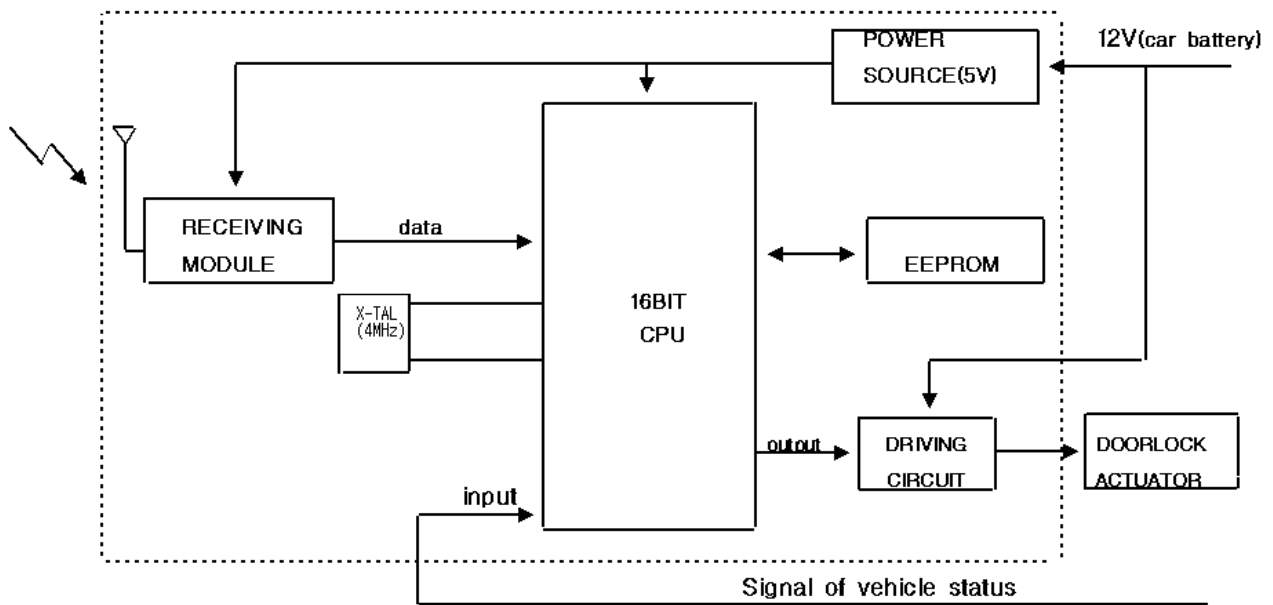 POWER
SOURCE(5V)
12V(car battery)
RECEIVING
MODULE
data
X-TAL
(4MHz)
16BIT
CPU
EEPROM
outout
DRIVING
CIRCUIT
DOORLOCK
ACTUATOR
input
Signal of vehicle status